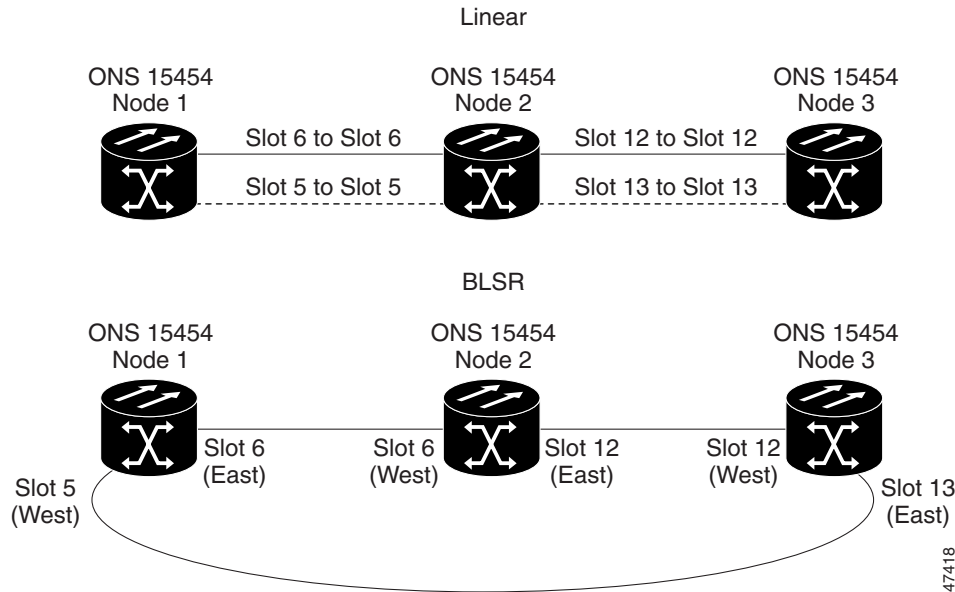 Linear
ONS 15454
Node 1
ONS 15454
Node 2
ONS 15454
Node 3
Slot 6 to Slot 6
Slot 12 to Slot 12
Slot 5 to Slot 5
Slot 13 to Slot 13
BLSR
ONS 15454
Node 1
ONS 15454
Node 2
ONS 15454
Node 3
Slot 6
(East)
Slot 6
(West)
Slot 12
(East)
Slot 12
(West)
Slot 5
(West)
Slot 13
(East)
47418